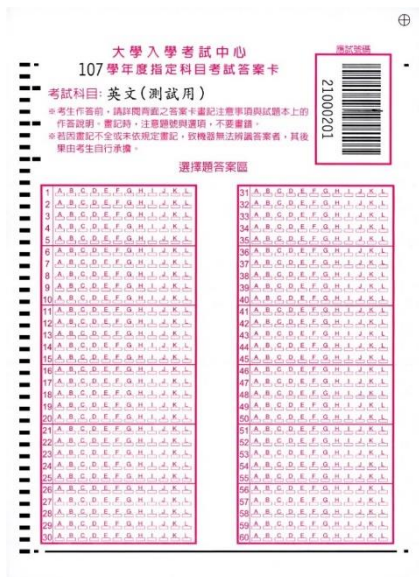 大學入學考試中心
107 學年度指定科目考試答案卡
考試科目: 英文(測試用)
※考生作答前，請詳閱背面之答案卡畫記注意事項與試題本上的
作答說明。畫記時，注意題號與選項，不要畫錯。
※若因畫記不全或未依規定畫記，致機器無法辨識答案者，其後
果由考生自行承擔。
應試號碼
21000201
選擇題答案區
1 A B C D E F G H I J K L
2 A B C D E F G H I J K L
3 A B C D E F G H I J K L
4 A B C D E F G H I J K L
5 A B C D E F G H I J K L
6 A B C D E F G H I J K L
7 A B C D E F G H I J K L
8 A B C D E F G H I J K L
9 A B C D E F G H I J K L
10 A B C D E F G H I J K L
11 A B C D E F G H I J K L
12 A B C D E F G H I J K L
13 A B C D E F G H I J K L
14 A B C D E F G H I J K L
15 A B C D E F G H I J K L
16 A B C D E F G H I J K L
17 A B C D E F G H I J K L
18 A B C D E F G H I J K L
19 A B C D E F G H I J K L
20 A B C D E F G H I J K L
21 A B C D E F G H I J K L
22 A B C D E F G H I J K L
23 A B C D E F G H I J K L
24 A B C D E F G H I J K L
25 A B C D E F G H I J K L
26 A B C D E F G H I J K L
27 A B C D E F G H I J K L
28 A B C D E F G H I J K L
29 A B C D E F G H I J K L
30 A B C D E F G H I J K L
31 A B C D E F G H I J K L
32 A B C D E F G H I J K L
33 A B C D E F G H I J K L
34 A B C D E F G H I J K L
35 A B C D E F G H I J K L
36 A B C D E F G H I J K L
37 A B C D E F G H I J K L
38 A B C D E F G H I J K L
39 A B C D E F G H I J K L
40 A B C D E F G H I J K L
41 A B C D E F G H I J K L
42 A B C D E F G H I J K L
43 A B C D E F G H I J K L
44 A B C D E F G H I J K L
45 A B C D E F G H I J K L
46 A B C D E F G H I J K L
47 A B C D E F G H I J K L
48 A B C D E F G H I J K L
49 A B C D E F G H I J K L
50 A B C D E F G H I J K L
51 A B C D E F G H I J K L
52 A B C D E F G H I J K L
53 A B C D E F G H I J K L
54 A B C D E F G H I J K L
55 A B C D E F G H I J K L
56 A B C D E F G H I J K L
57 A B C D E F G H I J K L
58 A B C D E F G H I J K L
59 A B C D E F G H I J K L
60 A B C D E F G H I J K L